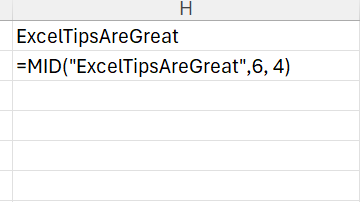 H
ExcelTipsAreGreat
=MID("ExcelTipsAreGreat",6, 4)